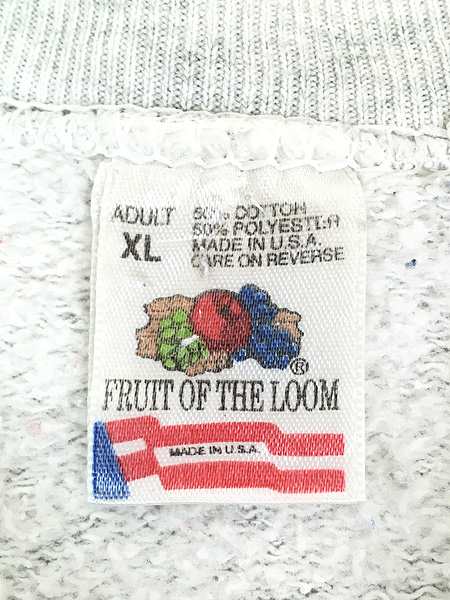 ADULT
XL
50% COTTON
50% POLYESTER
MADE IN U.S.A.
CARE ON REVERSE
®
FRUIT OF THE LOOM
MADE IN U.S.A.